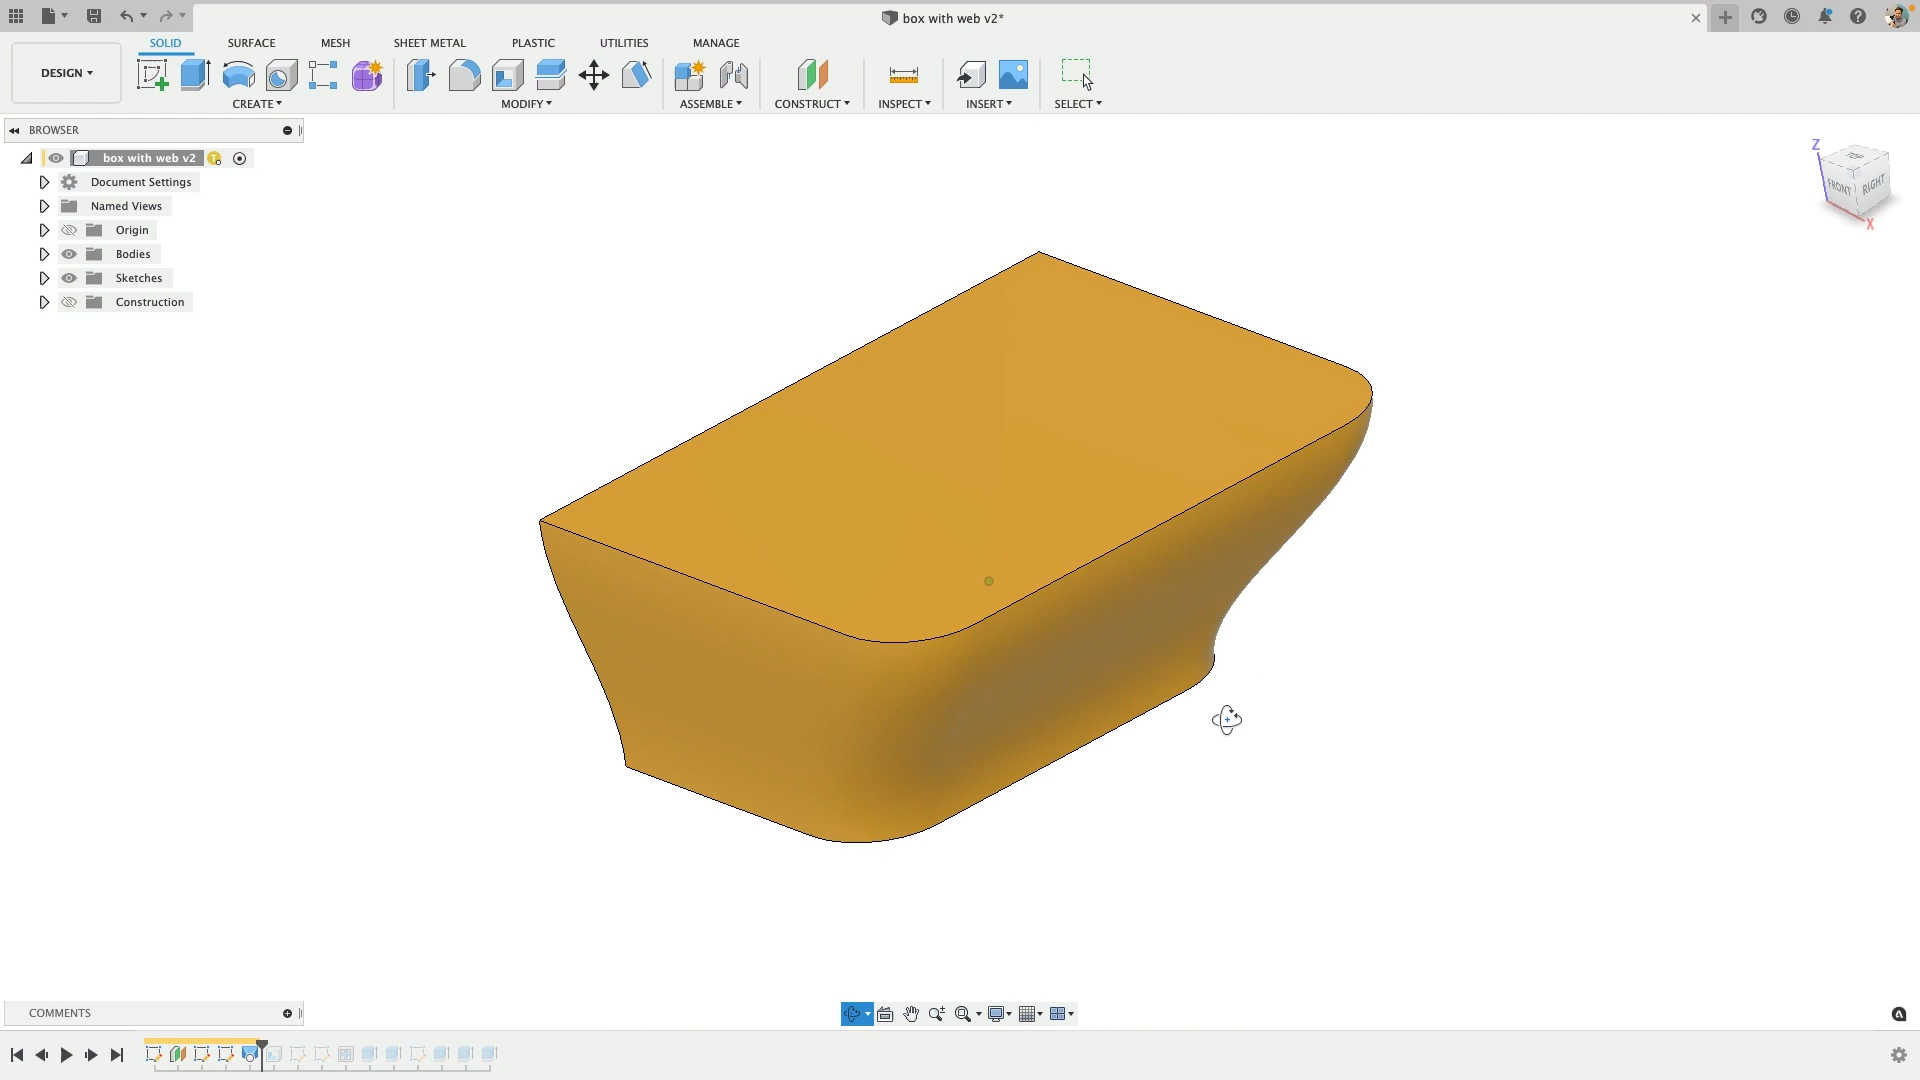 box with web v2*
SOLID SURFACE MESH SHEET METAL PLASTIC UTILITIES MANAGE
DESIGN
CREATE MODIFY ASSEMBLE CONSTRUCT INSPECT INSERT SELECT
BROWSER
box with web v2
Document Settings
Named Views
Origin
Bodies
Sketches
Construction
Z
TOP
FRONT RIGHT
X
COMMENTS